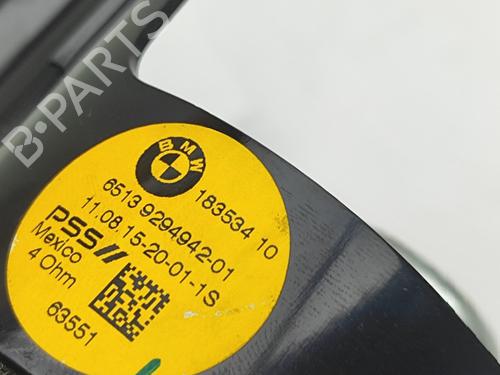 B-PARTS
BMW
183534 10
6513 9294942-01
11.08.15-20-01-1S
PSS//
Mexico
4 Ohm
63551